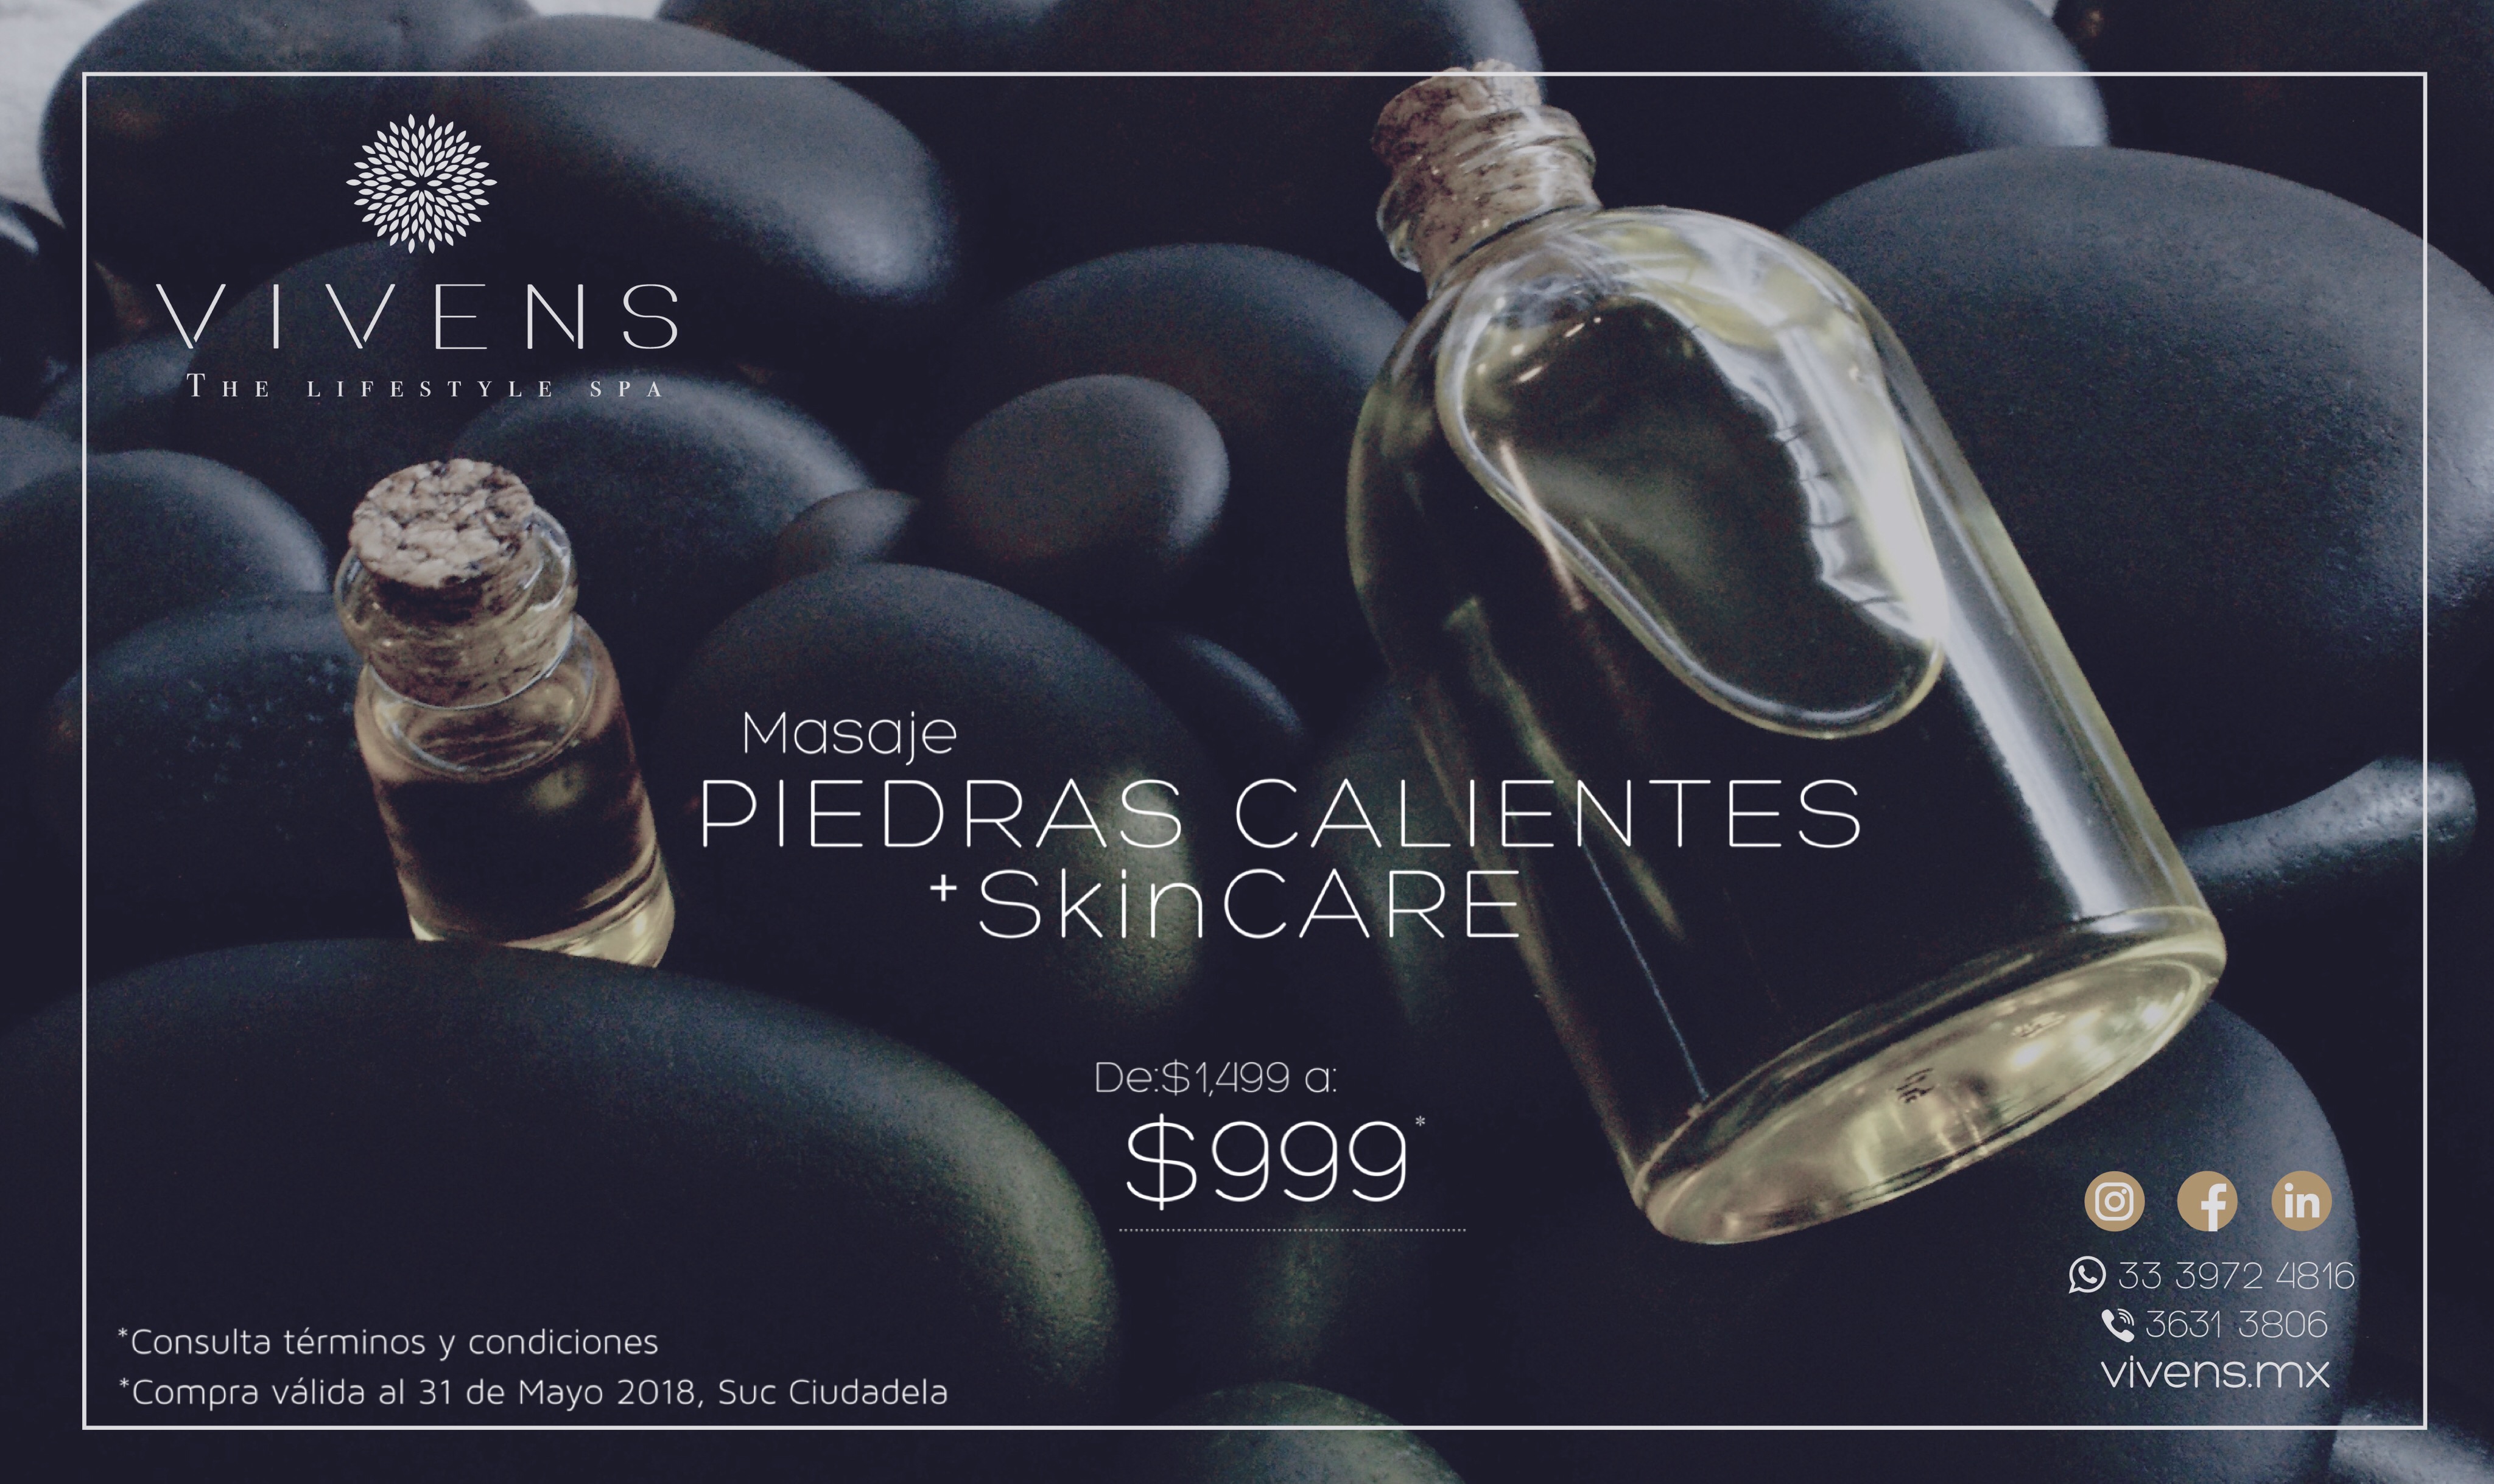 VIVENS
THE LIFESTYLE SPA
Masaje
PIEDRAS CALIENTES
+SkinCARE
De:$1,499 a:
$999*
33 3972 4816
3631 3806
vivens.mx
*Consulta términos y condiciones
*Compra válida al 31 de Mayo 2018, Suc Ciudadela